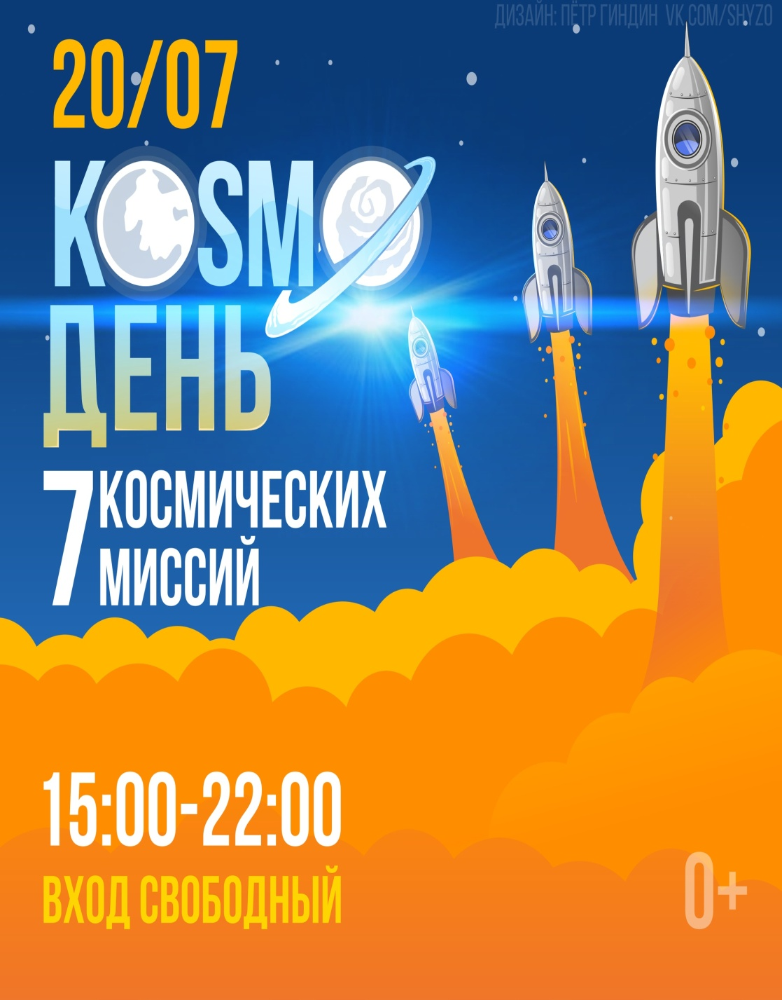 ДИЗАЙН: ПЁТР ГИНДИН VK.COM/SHYZO
20/07
KOSMO
ДЕНЬ
7 КОСМИЧЕСКИХ
МИССИЙ
15:00-22:00
ВХОД СВОБОДНЫЙ
0+